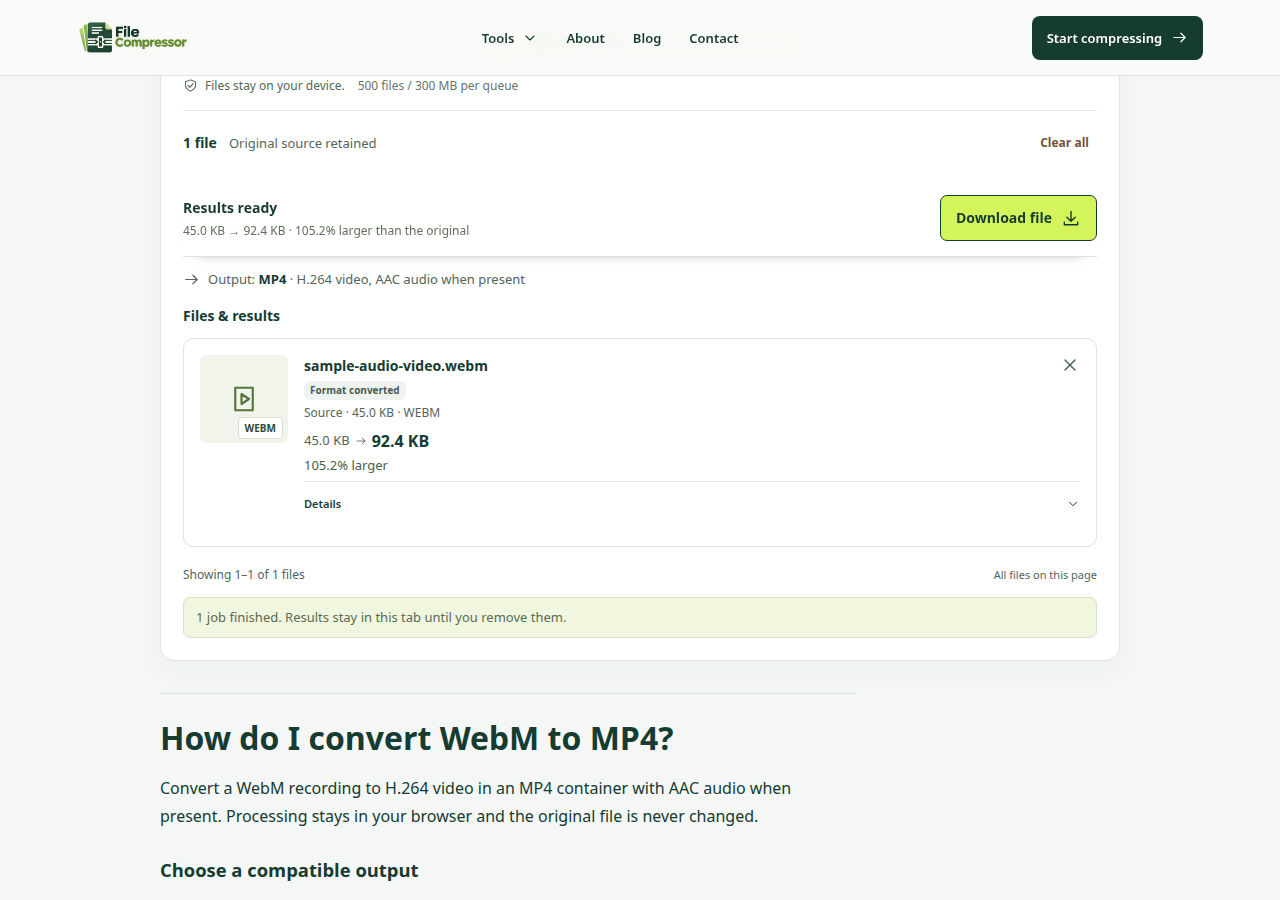 File
Compressor
Tools
About
Blog
Contact
Start compressing
Files stay on your device. 500 files / 300 MB per queue
1 file Original source retained
Clear all
Results ready
Download file
45.0 KB → 92.4 KB · 105.2% larger than the original
→ Output: MP4 · H.264 video, AAC audio when present
Files & results
sample-audio-video.webm
Format converted
Source · 45.0 KB · WEBM
WEBM
45.0 KB → 92.4 KB
105.2% larger
Details
Showing 1–1 of 1 files
All files on this page
1 job finished. Results stay in this tab until you remove them.
How do I convert WebM to MP4?
Convert a WebM recording to H.264 video in an MP4 container with AAC audio when
present. Processing stays in your browser and the original file is never changed.
Choose a compatible output